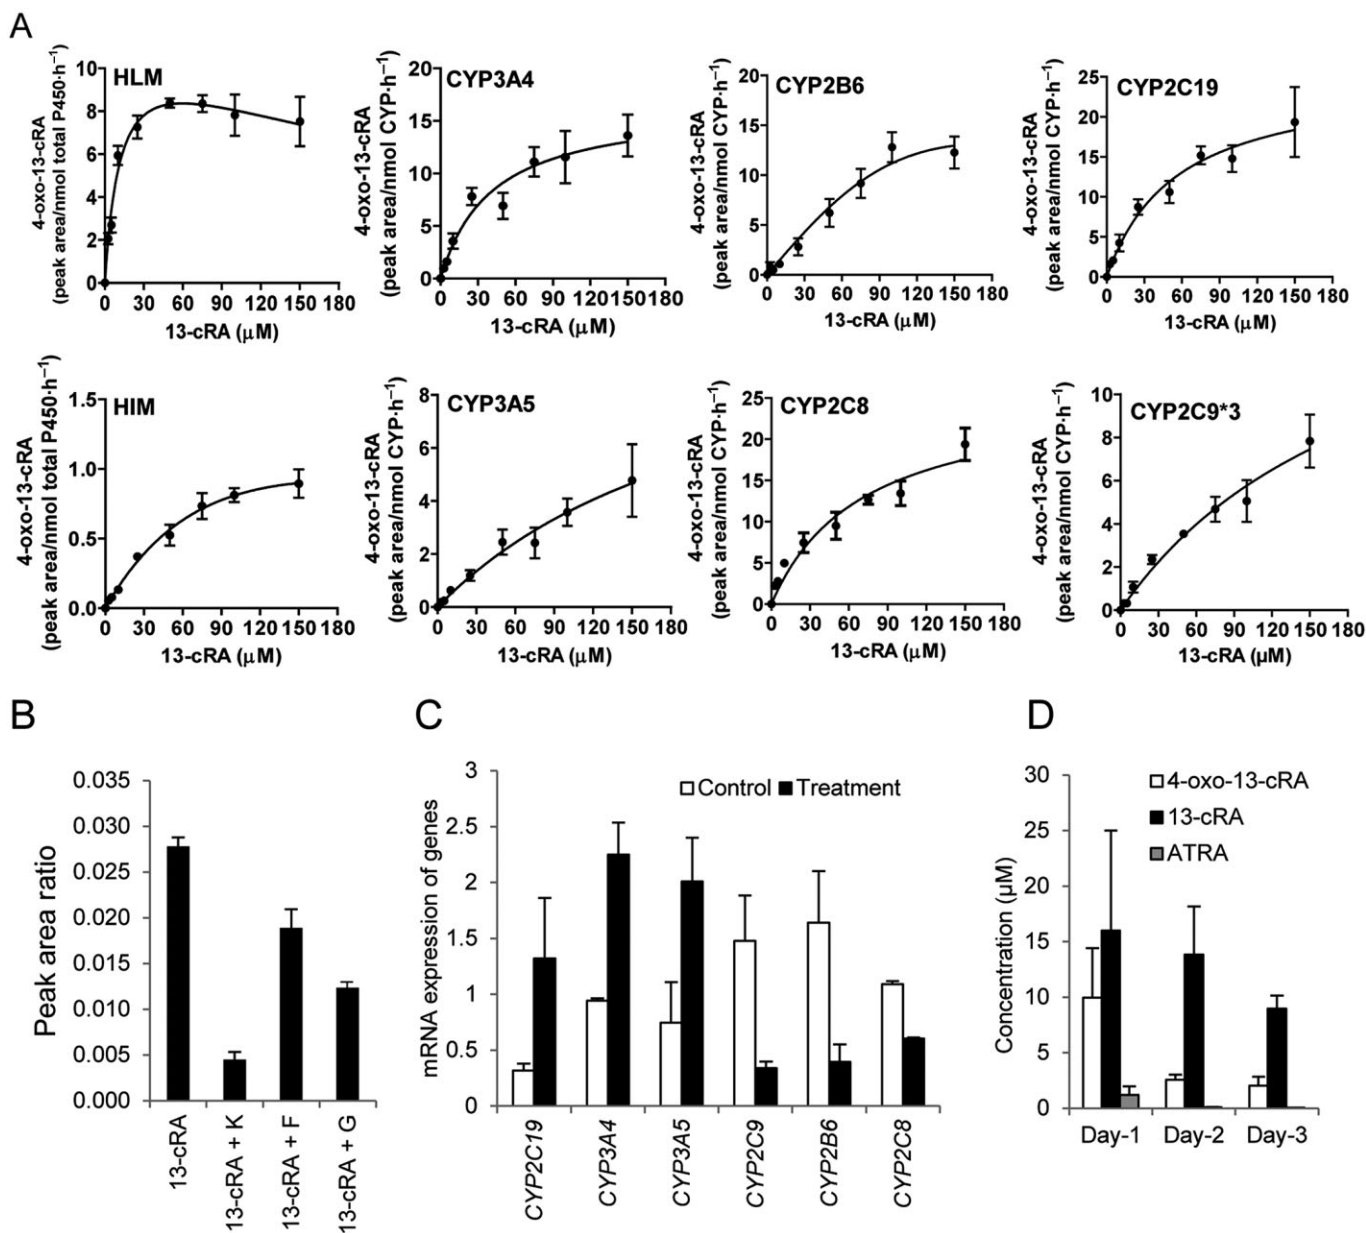 A
HLM
4-oxo-13-cRA
(peak area/nmol total P450·h⁻¹)
10
8
6
4
2
0
0 30 60 90 120 150 180
13-cRA (μM)
CYP3A4
4-oxo-13-cRA
(peak area/nmol CYP·h⁻¹)
20
15
10
5
0
0 30 60 90 120 150 180
13-cRA (μM)
CYP2B6
4-oxo-13-cRA
(peak area/nmol CYP·h⁻¹)
20
15
10
5
0
0 30 60 90 120 150 180
13-cRA (μM)
CYP2C19
4-oxo-13-cRA
(peak area/nmol CYP·h⁻¹)
25
20
15
10
5
0
0 30 60 90 120 150 180
13-cRA (μM)
HIM
4-oxo-13-cRA
(peak area/nmol total P450·h⁻¹)
1.5
1.0
0.5
0.0
0 30 60 90 120 150 180
13-cRA (μM)
CYP3A5
4-oxo-13-cRA
(peak area/nmol CYP·h⁻¹)
8
6
4
2
0
0 30 60 90 120 150 180
13-cRA (μM)
CYP2C8
4-oxo-13-cRA
(peak area/nmol CYP·h⁻¹)
25
20
15
10
5
0
0 30 60 90 120 150 180
13-cRA (μM)
CYP2C9*3
4-oxo-13-cRA
(peak area/nmol CYP·h⁻¹)
10
8
6
4
2
0
0 30 60 90 120 150 180
13-cRA (μM)
B
Peak area ratio
0.035
0.030
0.025
0.020
0.015
0.010
0.005
0.000
13-cRA
13-cRA + K
13-cRA + F
13-cRA + G
C
mRNA expression of genes
3
2.5
2
1.5
1
0.5
0
Control Treatment
CYP2C19
CYP3A4
CYP3A5
CYP2C9
CYP2B6
CYP2C8
D
Concentration (μM)
30
25
20
15
10
5
0
4-oxo-13-cRA
13-cRA
ATRA
Day-1 Day-2 Day-3